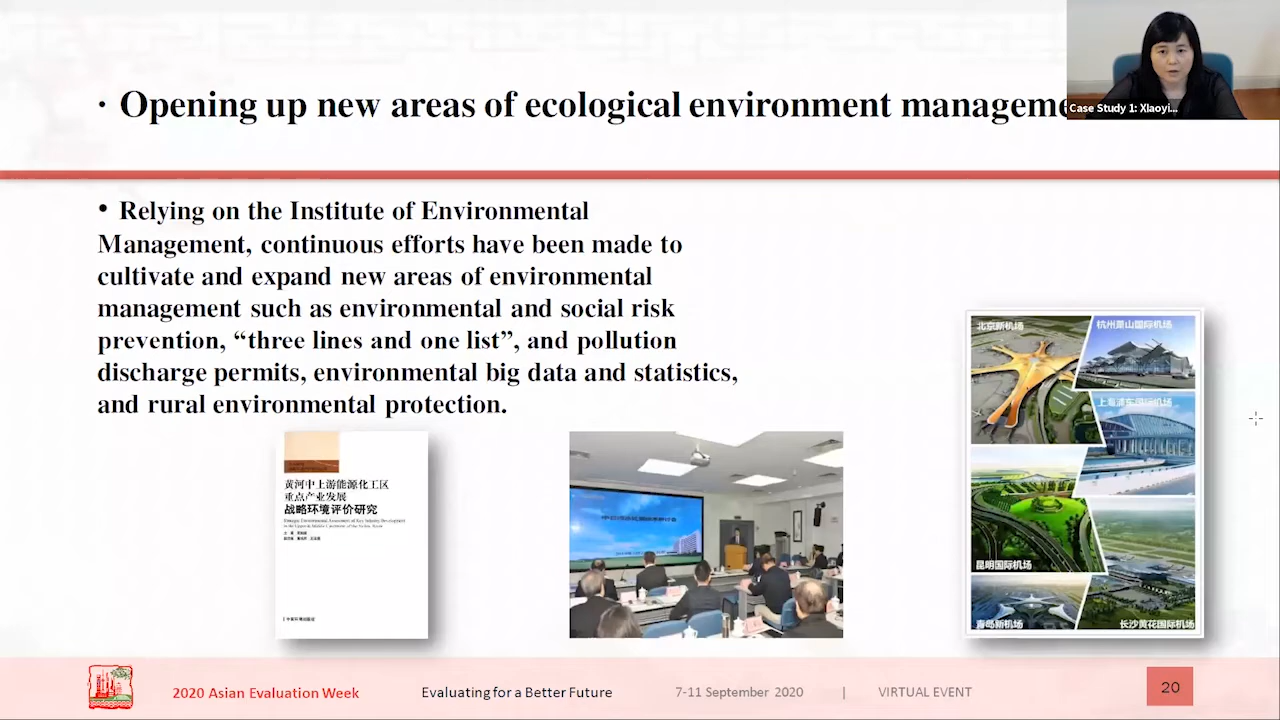 · Opening up new areas of ecological environment manageme
Case Study 1: XIaoyi...
• Relying on the Institute of Environmental
Management, continuous efforts have been made to
cultivate and expand new areas of environmental
management such as environmental and social risk
prevention, “three lines and one list”, and pollution
discharge permits, environmental big data and statistics,
and rural environmental protection.
黄河中上游能源化工区
重点产业发展
战略环境评价研究
北京新机场
杭州萧山国际机场
上海浦东国际机场
昆明国际机场
青岛新机场
长沙黄花国际机场
2020 Asian Evaluation Week
Evaluating for a Better Future
7-11 September 2020
|
VIRTUAL EVENT
20